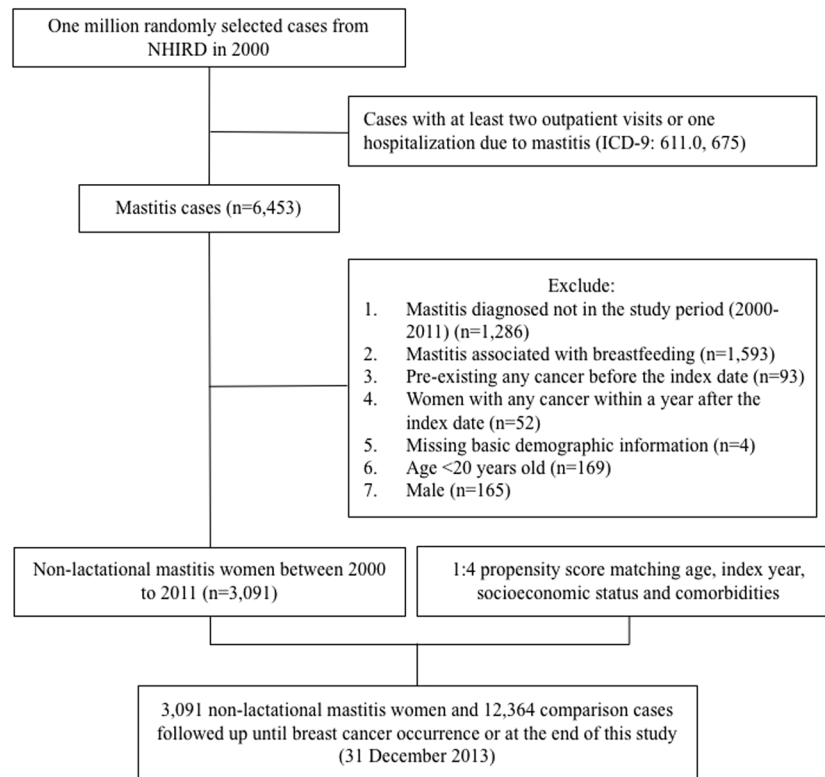 One million randomly selected cases from
NHIRD in 2000
Cases with at least two outpatient visits or one
hospitalization due to mastitis (ICD-9: 611.0, 675)
Mastitis cases (n=6,453)
Exclude:
1. Mastitis diagnosed not in the study period (2000-
2011) (n=1,286)
2. Mastitis associated with breastfeeding (n=1,593)
3. Pre-existing any cancer before the index date (n=93)
4. Women with any cancer within a year after the
index date (n=52)
5. Missing basic demographic information (n=4)
6. Age <20 years old (n=169)
7. Male (n=165)
Non-lactational mastitis women between 2000
to 2011 (n=3,091)
1:4 propensity score matching age, index year,
socioeconomic status and comorbidities
3,091 non-lactational mastitis women and 12,364 comparison cases
followed up until breast cancer occurrence or at the end of this study
(31 December 2013)